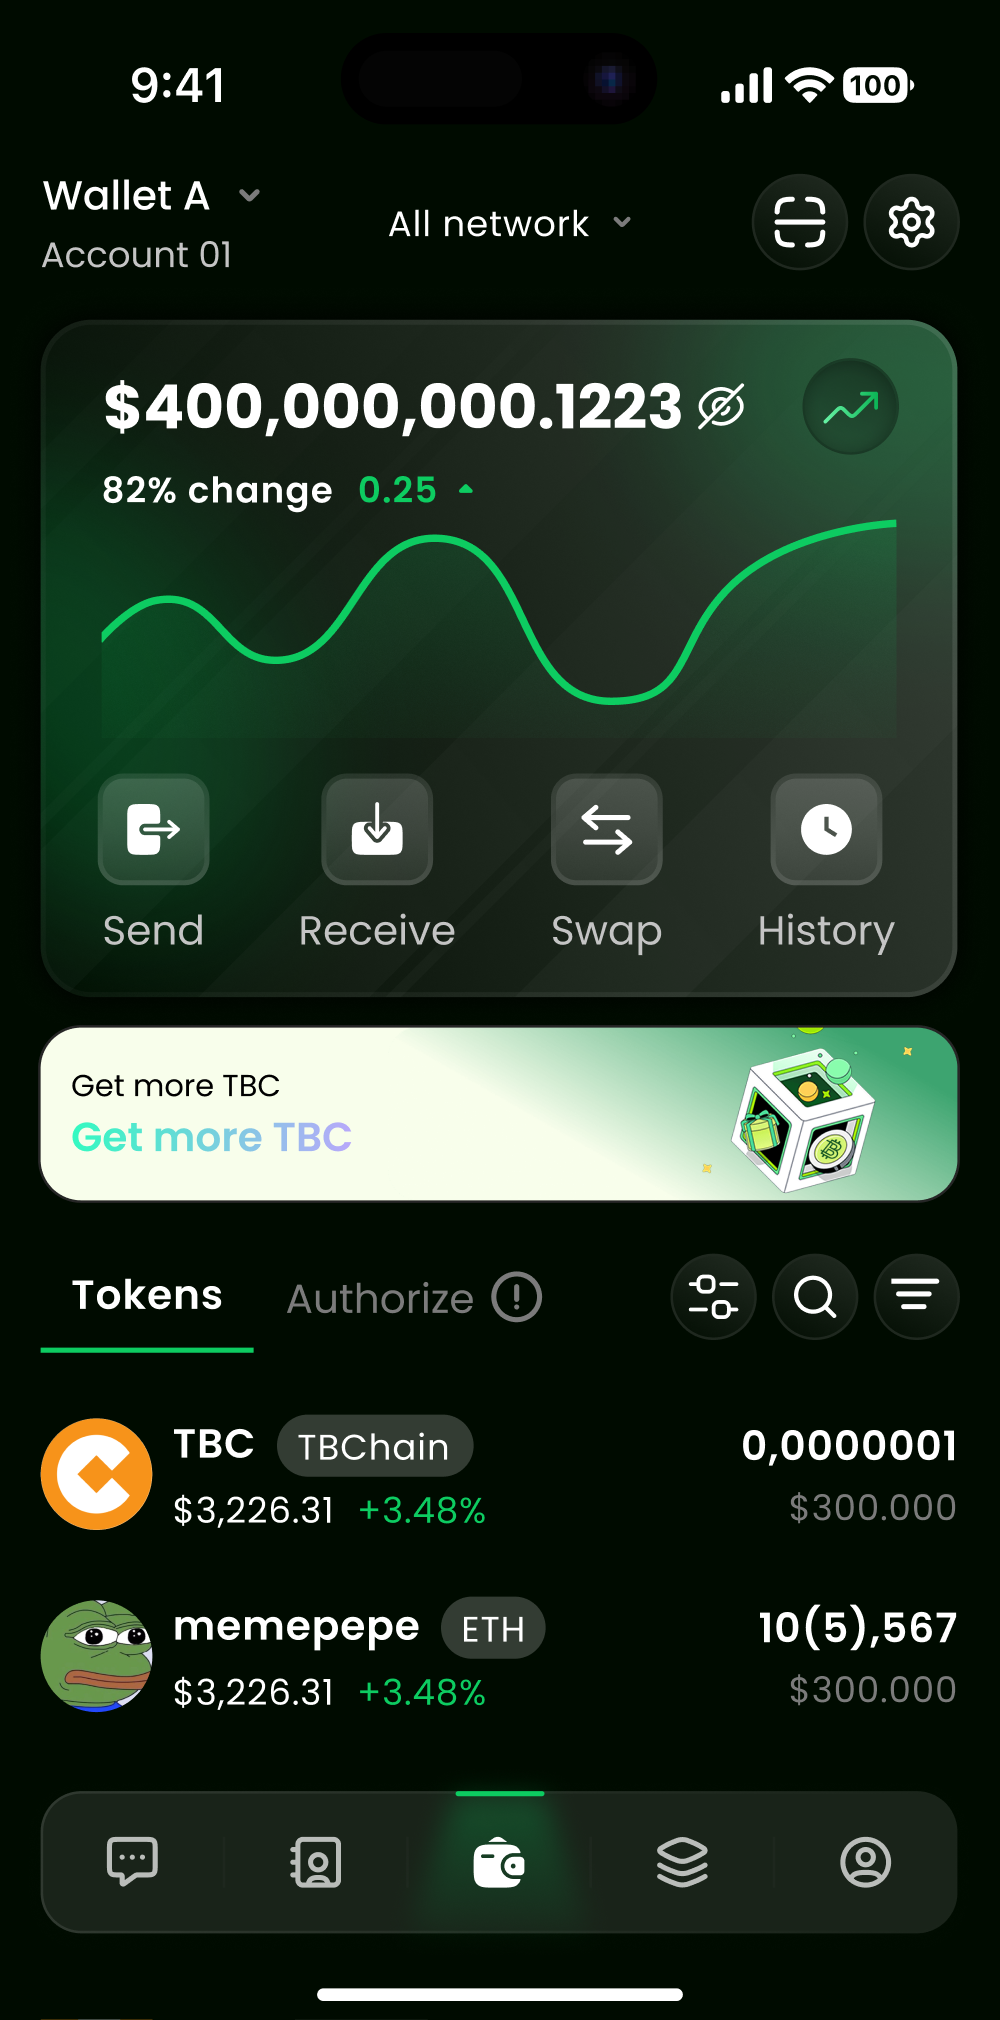 9:41
100
Wallet A
Account 01
All network
$400,000,000.1223
82% change 0.25
Send
Receive
Swap
History
Get more TBC
Get more TBC
Tokens
Authorize
TBC TBChain 0,0000001
$3,226.31 +3.48% $300.000
memepepe ETH 10(5),567
$3,226.31 +3.48% $300.000